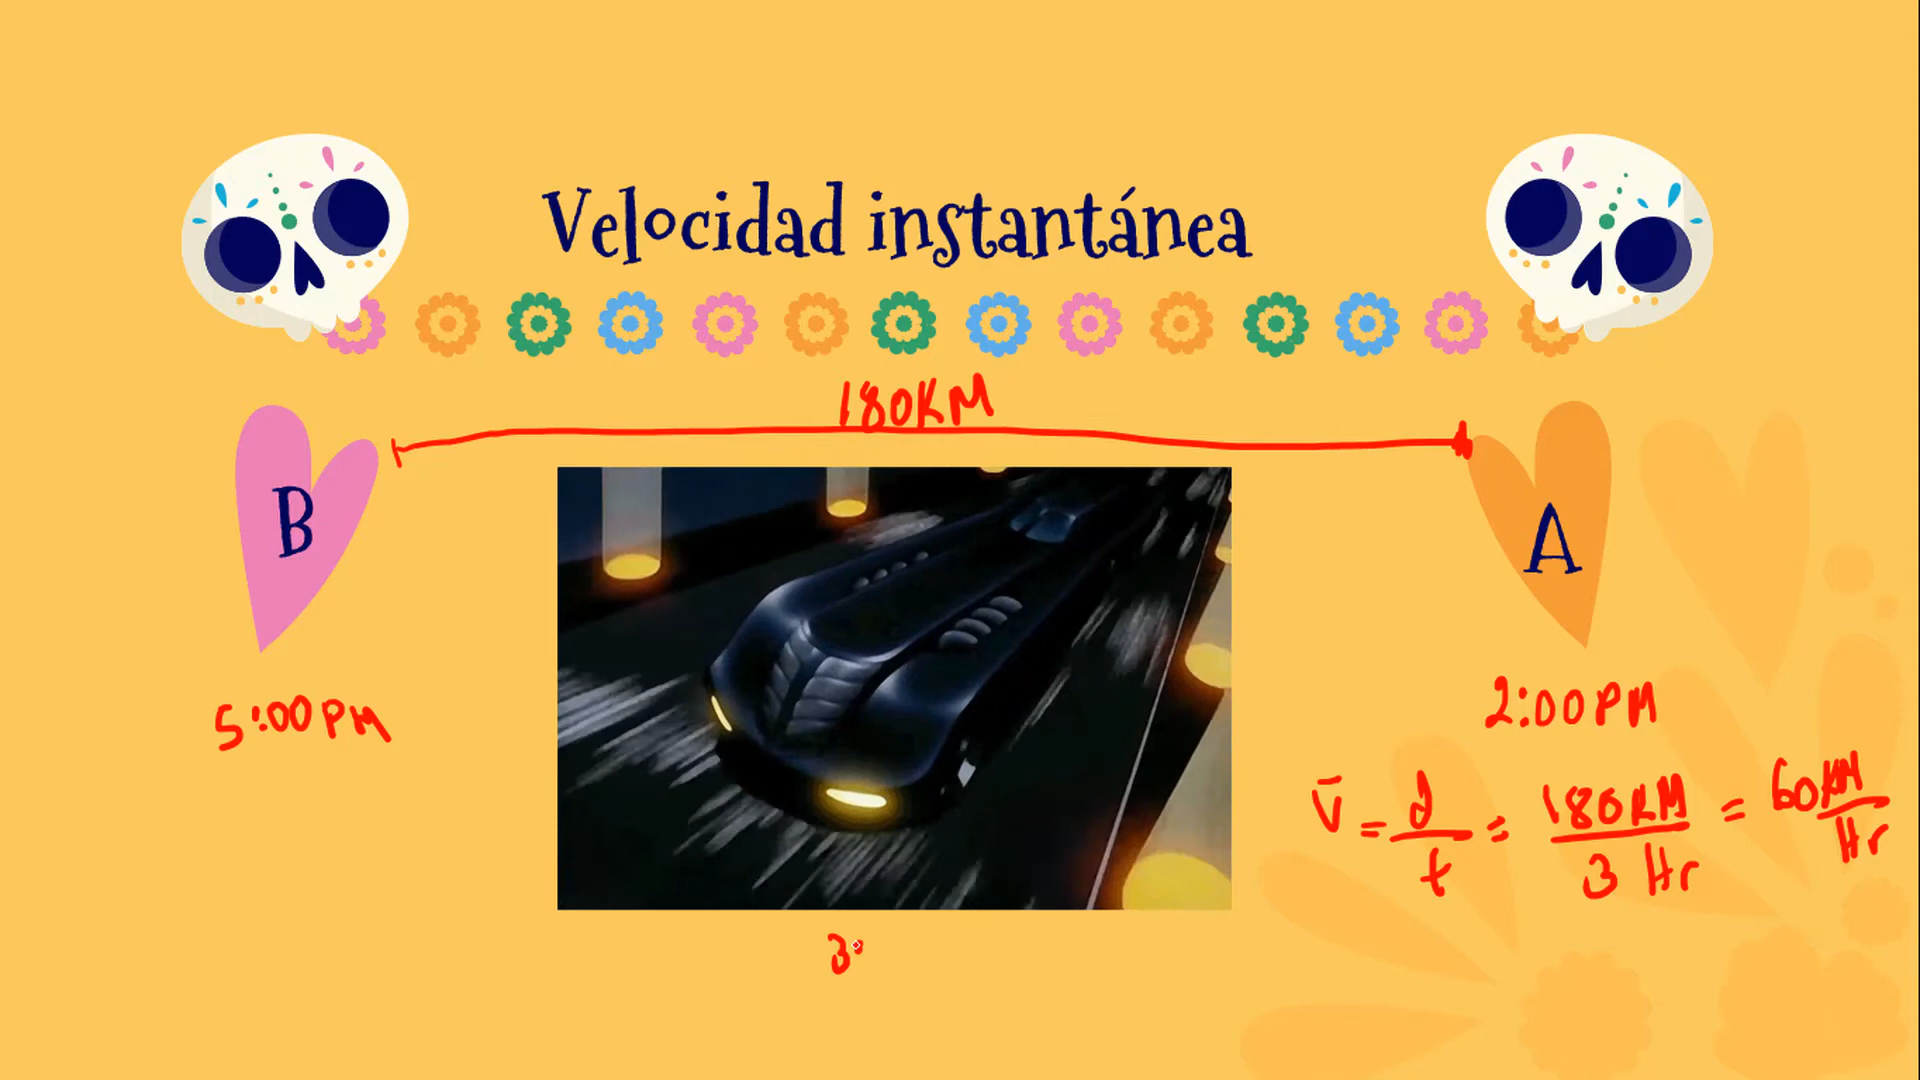 Velocidad instantánea
180KM
B
A
5:00PM
2:00PM
v̄ = d/t = 180KM/3 Hr = 60KM/Hr
3: